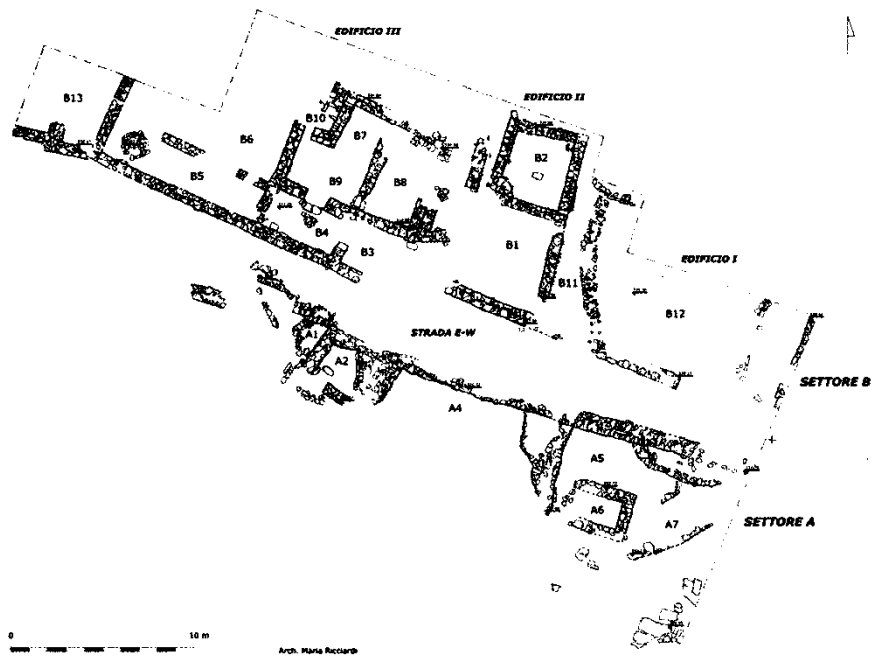 EDIFICIO III
EDIFICIO II
B13
B10
B7
B6
B2
B5
B9
B8
B4
B3
B1
EDIFICIO I
B11
B12
A1
STRADA E-W
A2
SETTORE B
A4
A5
A6
A7
SETTORE A
0
10 m
Arch. Maria Ricciardi